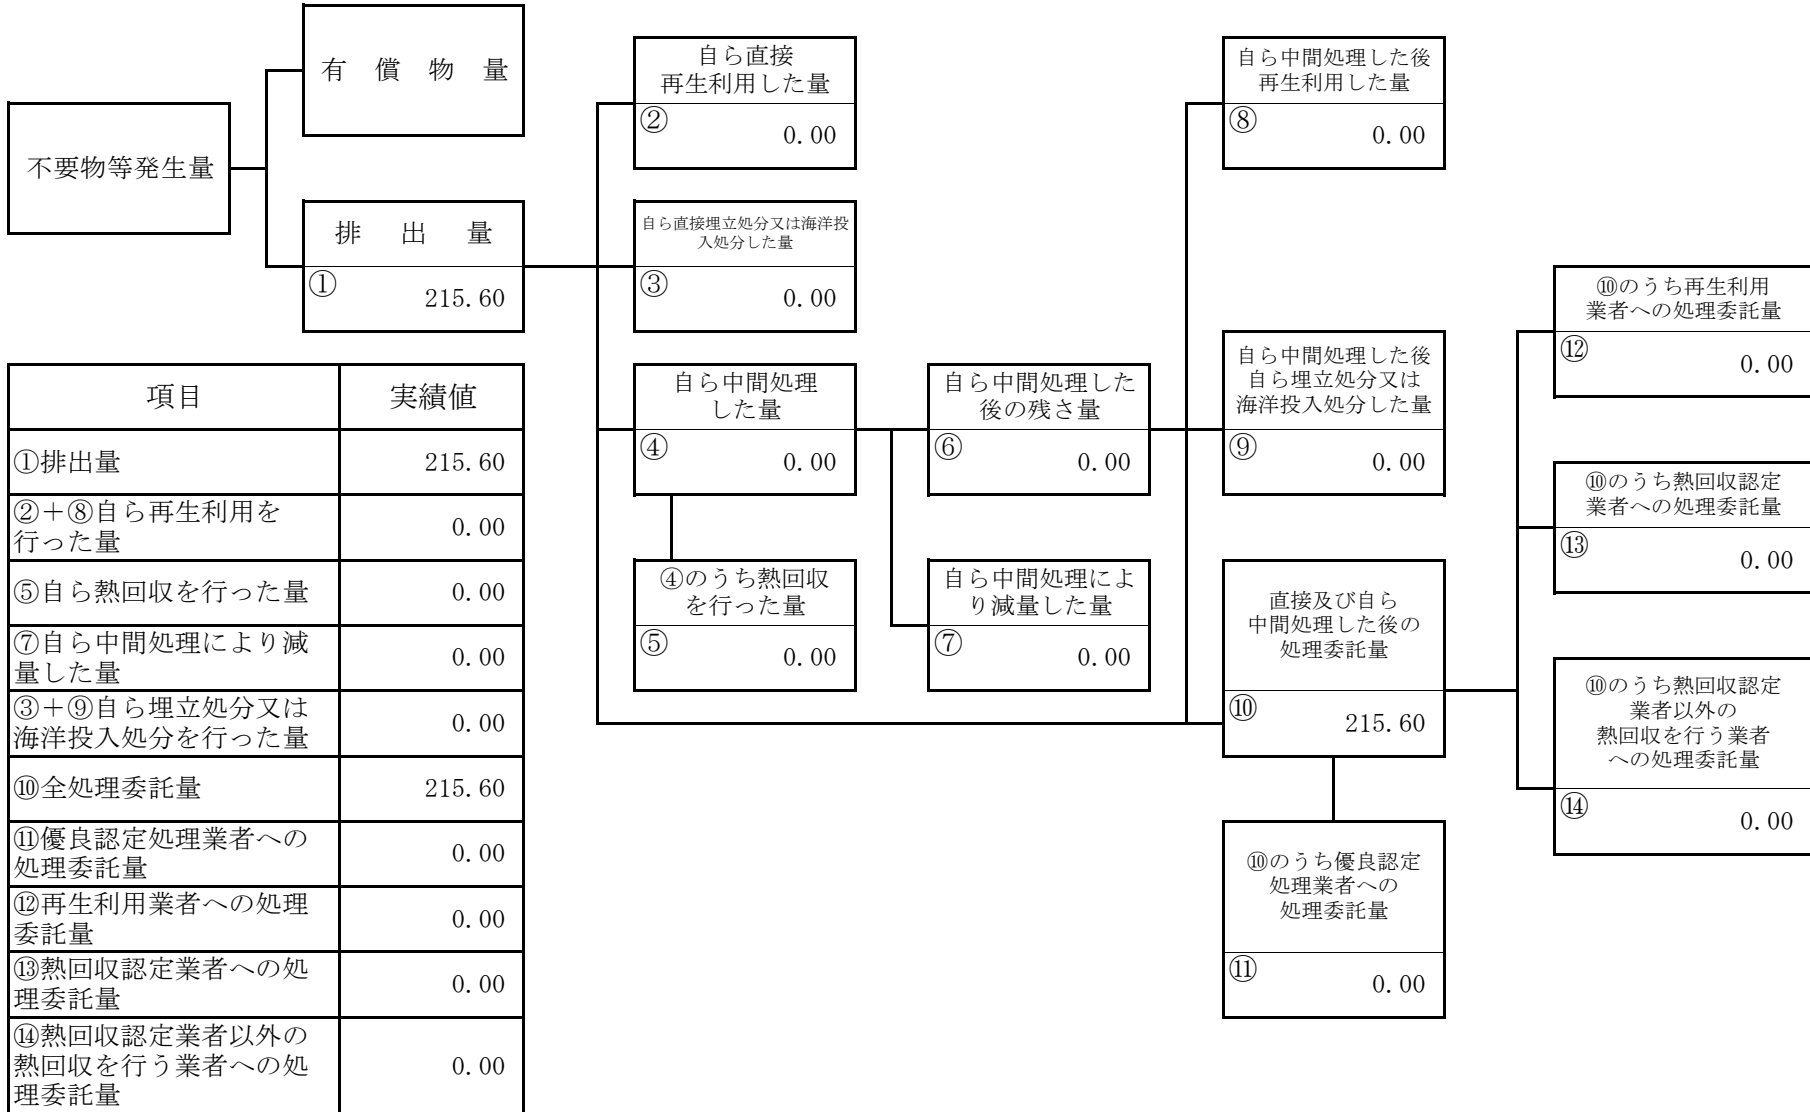 有償物量
不要物等発生量
排出量
①
215.60
自ら直接
再生利用した量
②
0.00
自ら直接埋立処分又は海洋投
入処分した量
③
0.00
自ら中間処理
した量
④
0.00
④のうち熱回収
を行った量
⑤
0.00
自ら中間処理した
後の残さ量
⑥
0.00
自ら中間処理によ
り減量した量
⑦
0.00
自ら中間処理した後
再生利用した量
⑧
0.00
自ら中間処理した後
自ら埋立処分又は
海洋投入処分した量
⑨
0.00
直接及び自ら
中間処理した後の
処理委託量
⑩
215.60
⑩のうち優良認定
処理業者への
処理委託量
⑪
0.00
⑩のうち再生利用
業者への処理委託量
⑫
0.00
⑩のうち熱回収認定
業者への処理委託量
⑬
0.00
⑩のうち熱回収認定
業者以外の
熱回収を行う業者
への処理委託量
⑭
0.00
項目 実績値
①排出量 215.60
②＋⑧自ら再生利用を
行った量 0.00
⑤自ら熱回収を行った量 0.00
⑦自ら中間処理により減
量した量 0.00
③＋⑨自ら埋立処分又は
海洋投入処分を行った量 0.00
⑩全処理委託量 215.60
⑪優良認定処理業者への
処理委託量 0.00
⑫再生利用業者への処理
委託量 0.00
⑬熱回収認定業者への処
理委託量 0.00
⑭熱回収認定業者以外の
熱回収を行う業者への処
理委託量 0.00